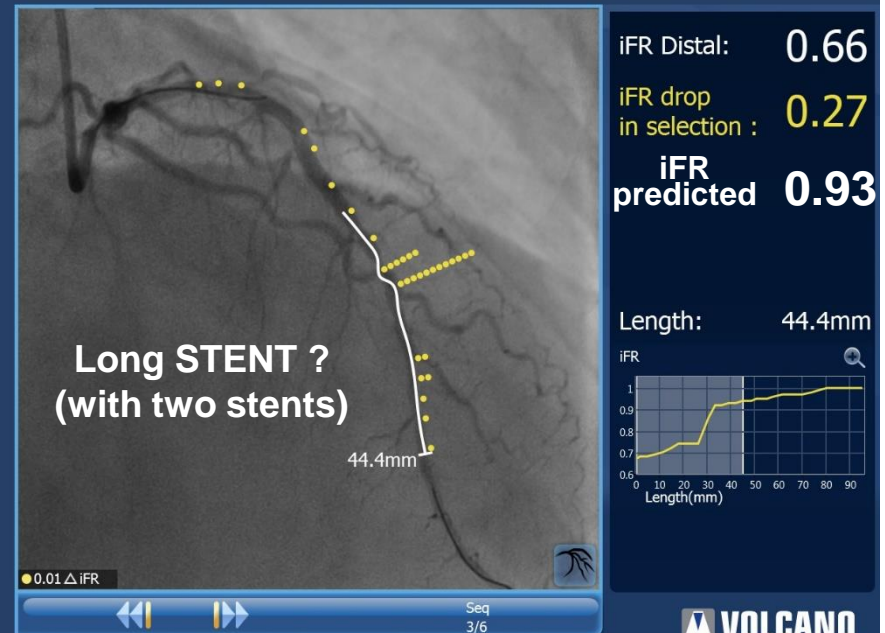 iFR Distal: 0.66
iFR drop
in selection : 0.27
iFR
predicted 0.93
Length: 44.4mm
iFR
1
0.9
0.8
0.7
0.6
0 10 20 30 40 50 60 70 80 90
Length(mm)
Long STENT ?
(with two stents)
44.4mm
0.01 △ iFR
Seq
3/6
VOLCANO